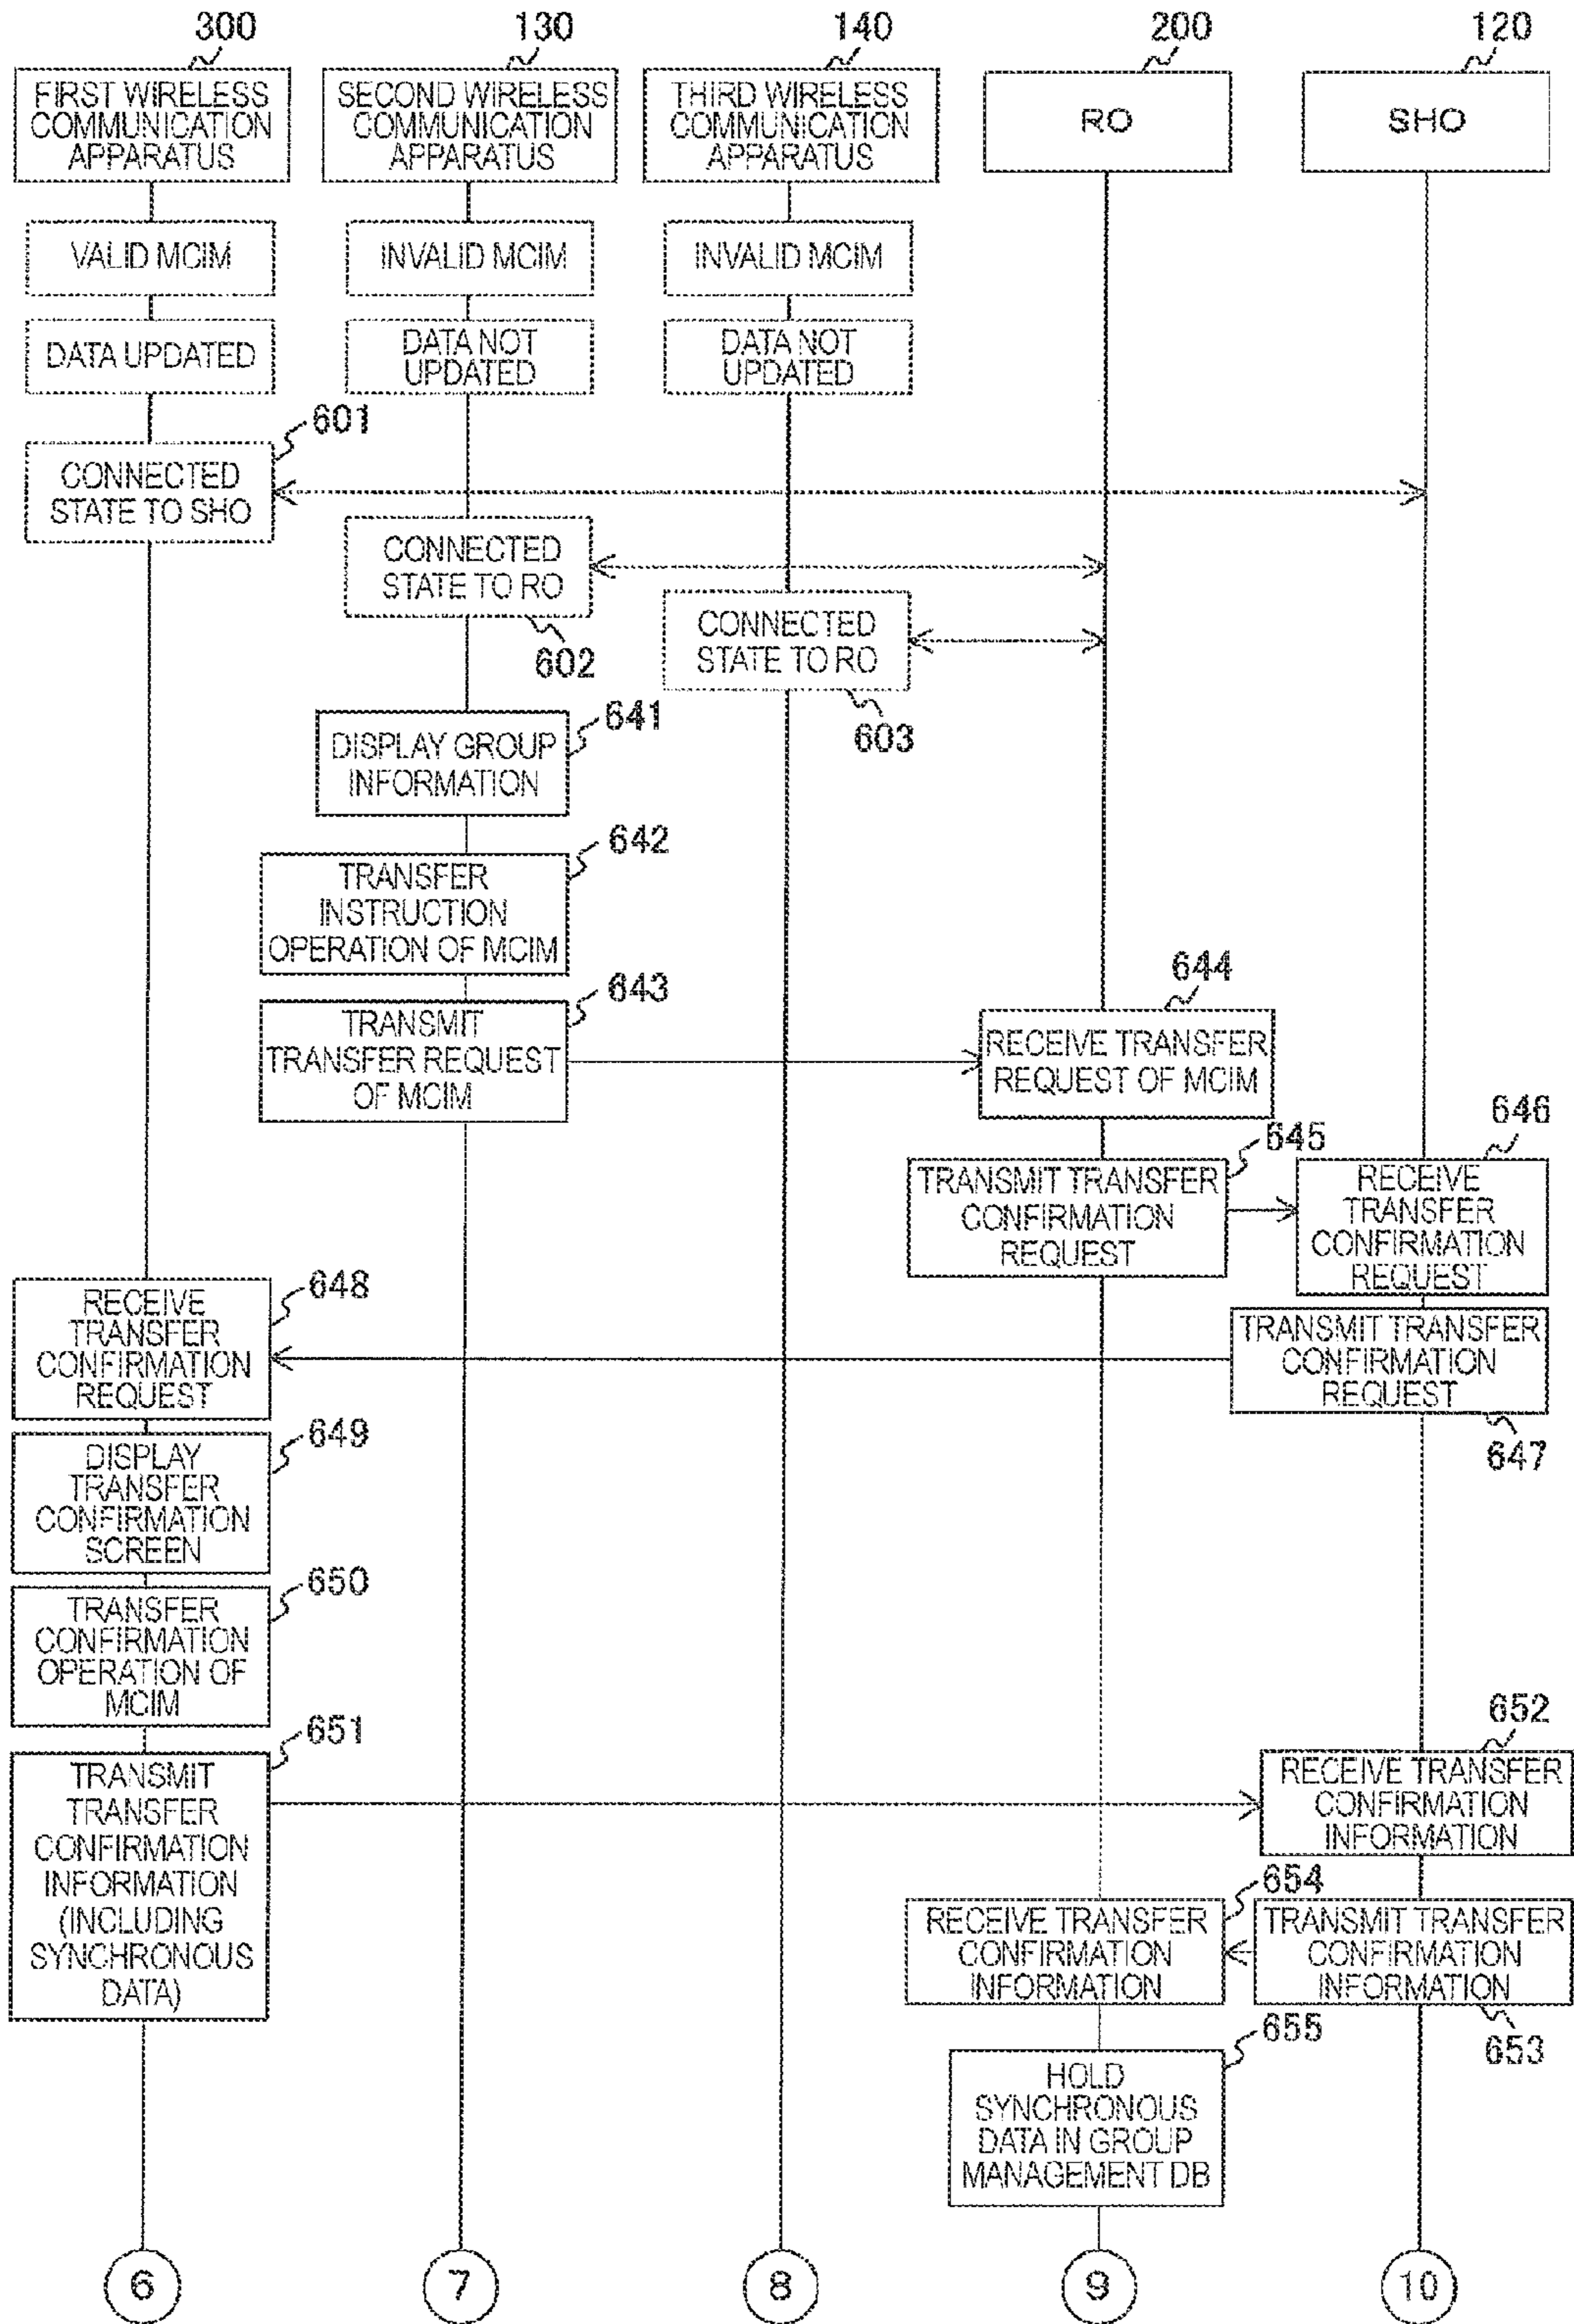 300
130
140
200
120
FIRST WIRELESS
COMMUNICATION
APPARATUS
SECOND WIRELESS
COMMUNICATION
APPARATUS
THIRD WIRELESS
COMMUNICATION
APPARATUS
RO
SHO
VALID MCIM
INVALID MCIM
INVALID MCIM
DATA UPDATED
DATA NOT
UPDATED
DATA NOT
UPDATED
601
CONNECTED
STATE TO SHO
CONNECTED
STATE TO RO
602
CONNECTED
STATE TO RO
603
641
DISPLAY GROUP
INFORMATION
642
TRANSFER
INSTRUCTION
OPERATION OF MCIM
643
TRANSMIT
TRANSFER REQUEST
OF MCIM
644
RECEIVE TRANSFER
REQUEST OF MCIM
645
TRANSMIT TRANSFER
CONFIRMATION
REQUEST
646
RECEIVE
TRANSFER
CONFIRMATION
REQUEST
648
RECEIVE
TRANSFER
CONFIRMATION
REQUEST
TRANSMIT TRANSFER
CONFIRMATION
REQUEST
647
649
DISPLAY
TRANSFER
CONFIRMATION
SCREEN
650
TRANSFER
CONFIRMATION
OPERATION OF
MCIM
651
TRANSMIT
TRANSFER
CONFIRMATION
INFORMATION
(INCLUDING
SYNCHRONOUS
DATA)
652
RECEIVE TRANSFER
CONFIRMATION
INFORMATION
654
RECEIVE TRANSFER
CONFIRMATION
INFORMATION
TRANSMIT TRANSFER
CONFIRMATION
INFORMATION
653
655
HOLD
SYNCHRONOUS
DATA IN GROUP
MANAGEMENT DB
6
7
8
9
10